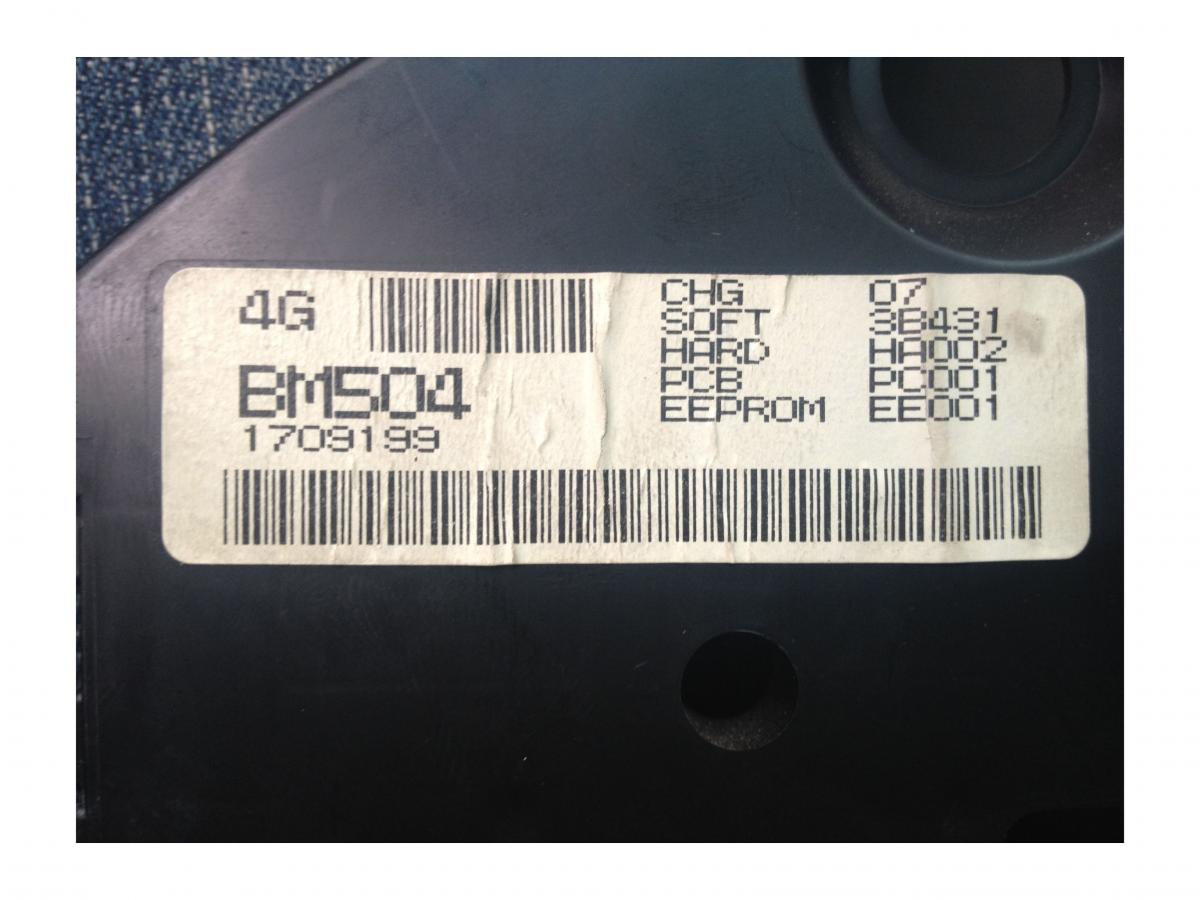 4G
BM504
1709199
CHG 07
SOFT 3B431
HARD HA002
PCB PC001
EEPROM EE001